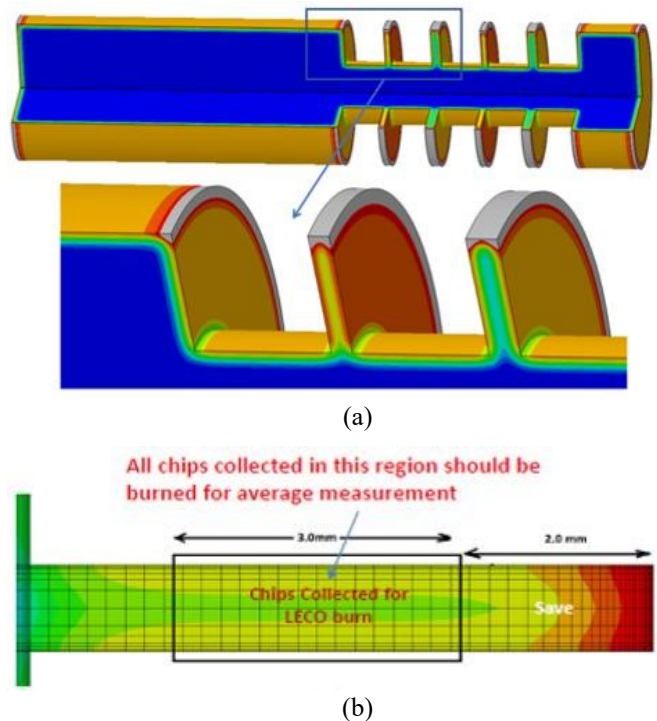 (a)
All chips collected in this region should be
burned for average measurement
3.0mm
2.0 mm
Chips Collected for
LECO burn
Save
(b)